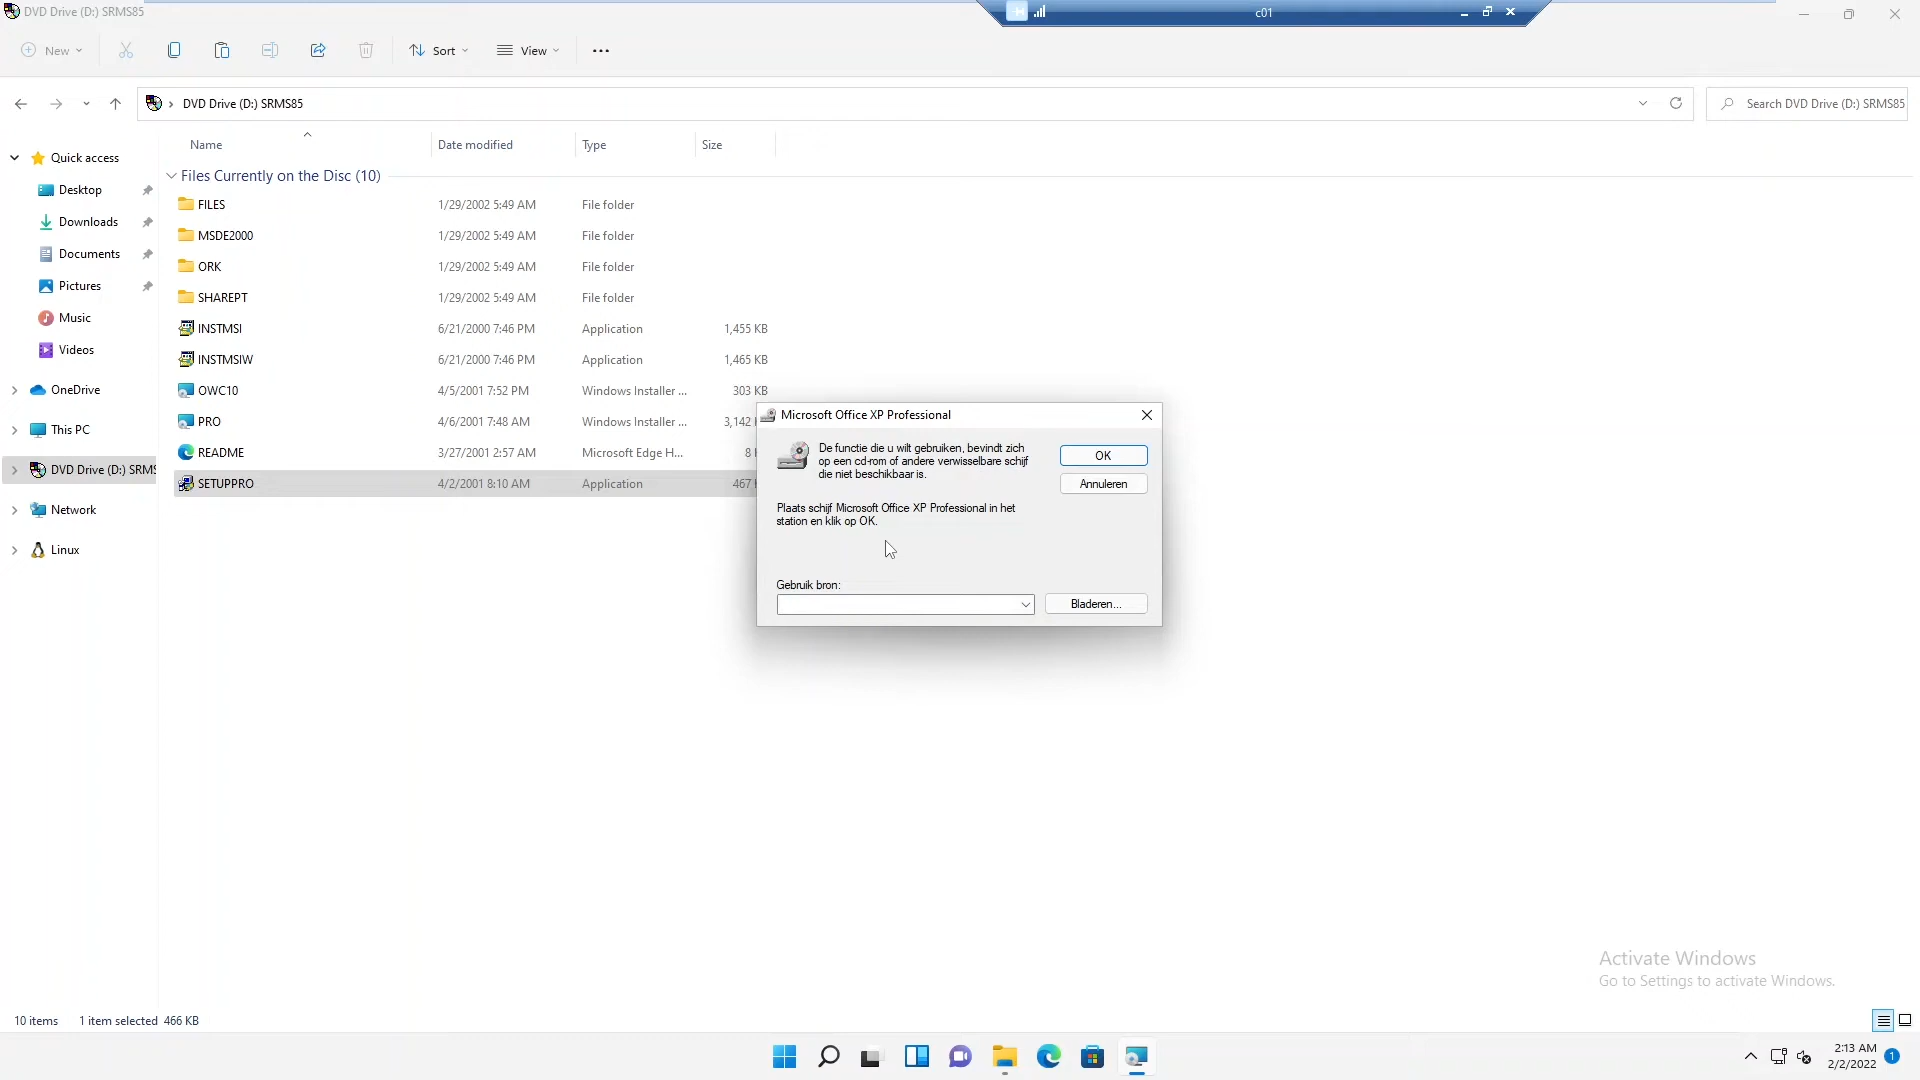 DVD Drive (D:) SRMS85
c01
New
Sort
View
DVD Drive (D:) SRMS85
Search DVD Drive (D:) SRMS85
Name
Date modified
Type
Size
Files Currently on the Disc (10)
FILES 1/29/2002 5:49 AM File folder
MSDE2000 1/29/2002 5:49 AM File folder
ORK 1/29/2002 5:49 AM File folder
SHAREPT 1/29/2002 5:49 AM File folder
INSTMSI 6/21/2000 7:46 PM Application 1,455 KB
INSTMSIW 6/21/2000 7:46 PM Application 1,465 KB
OWC10 4/5/2001 7:52 PM Windows Installer ... 303 KB
PRO 4/6/2001 7:48 AM Windows Installer ... 3,142
README 3/27/2001 2:57 AM Microsoft Edge H... 8
SETUPPRO 4/2/2001 8:10 AM Application 467
Quick access
Desktop
Downloads
Documents
Pictures
Music
Videos
OneDrive
This PC
DVD Drive (D:) SRMS
Network
Linux
Microsoft Office XP Professional
De functie die u wilt gebruiken, bevindt zich
op een cd-rom of andere verwisselbare schijf
die niet beschikbaar is.
OK
Annuleren
Plaats schijf Microsoft Office XP Professional in het
station en klik op OK.
Gebruik bron:
Bladeren...
Activate Windows
Go to Settings to activate Windows.
10 items 1 item selected 466 KB
2:13 AM
2/2/2022
1